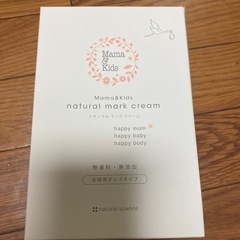 Mama
&
Kids
Mama&Kids
natural mark cream
ナチュラル マーク クリーム
happy mom
happy baby
happy body
無香料・無添加
お得用ポンプタイプ
natural science